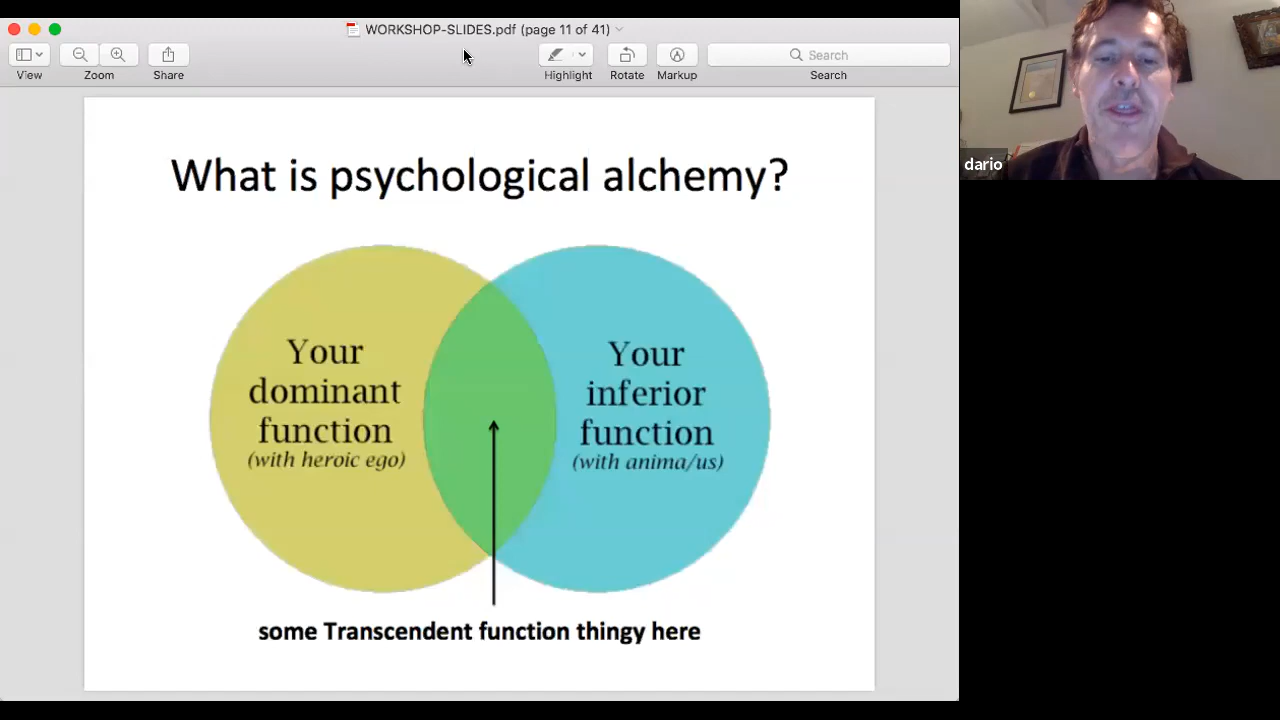 WORKSHOP-SLIDES.pdf (page 11 of 41)
View
Zoom
Share
Highlight
Rotate
Markup
Search
Search
dario
What is psychological alchemy?
Your
dominant
function
(with heroic ego)
Your
inferior
function
(with anima/us)
some Transcendent function thingy here